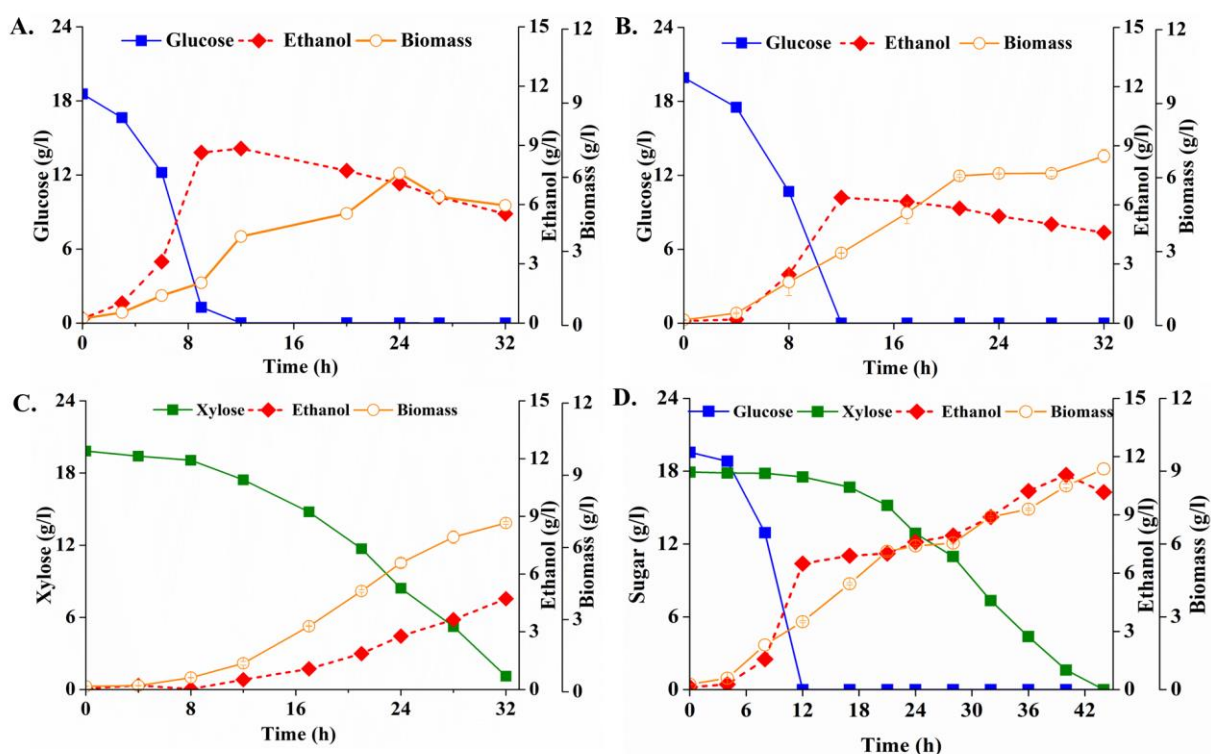 A.
Glucose Ethanol Biomass
Glucose (g/l)
24
18
12
6
0
0 8 16 24 32
Time (h)
15
12
9
6
3
0
Ethanol (g/l)
12
9
6
3
0
Biomass (g/l)
B.
Glucose Ethanol Biomass
Glucose (g/l)
24
18
12
6
0
0 8 16 24 32
Time (h)
15
12
9
6
3
0
Ethanol (g/l)
12
9
6
3
0
Biomass (g/l)
C.
Xylose Ethanol Biomass
Xylose (g/l)
24
18
12
6
0
0 8 16 24 32
Time (h)
15
12
9
6
3
0
Ethanol (g/l)
12
9
6
3
0
Biomass (g/l)
D.
Glucose Xylose Ethanol Biomass
Sugar (g/l)
24
18
12
6
0
0 6 12 18 24 30 36 42
Time (h)
15
12
9
6
3
0
Ethanol (g/l)
12
9
6
3
0
Biomass (g/l)